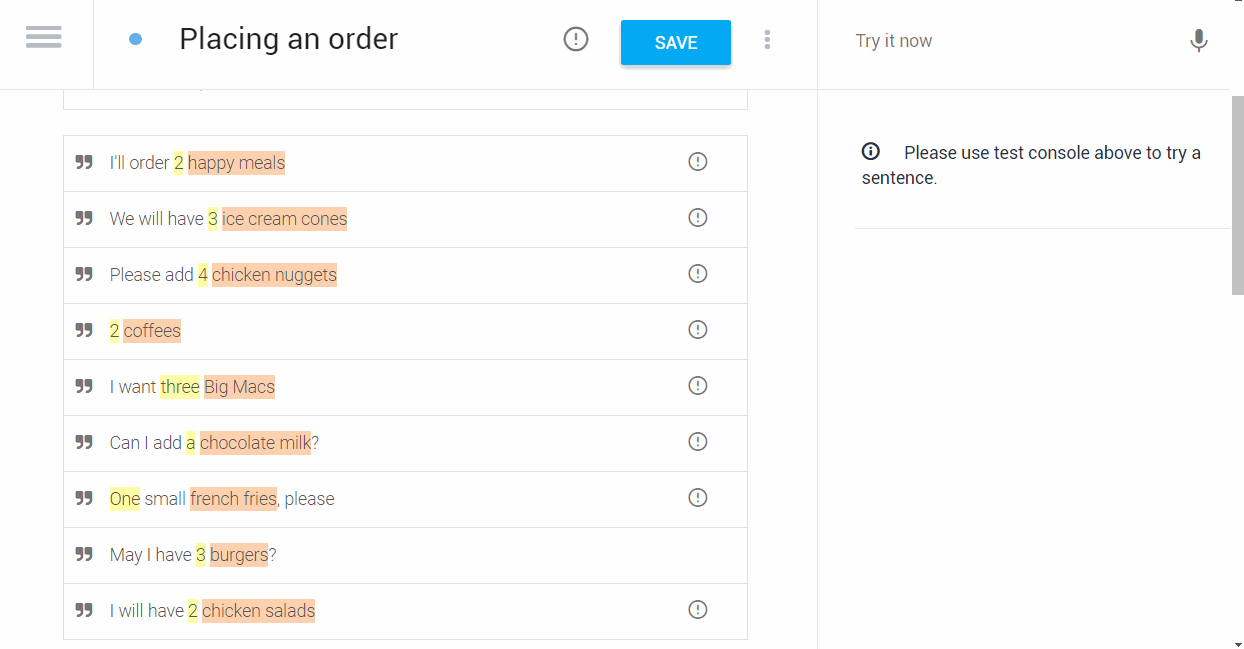 Placing an order
SAVE
Try it now
I'll order 2 happy meals
We will have 3 ice cream cones
Please add 4 chicken nuggets
2 coffees
I want three Big Macs
Can I add a chocolate milk?
One small french fries, please
May I have 3 burgers?
I will have 2 chicken salads
Please use test console above to try a
sentence.